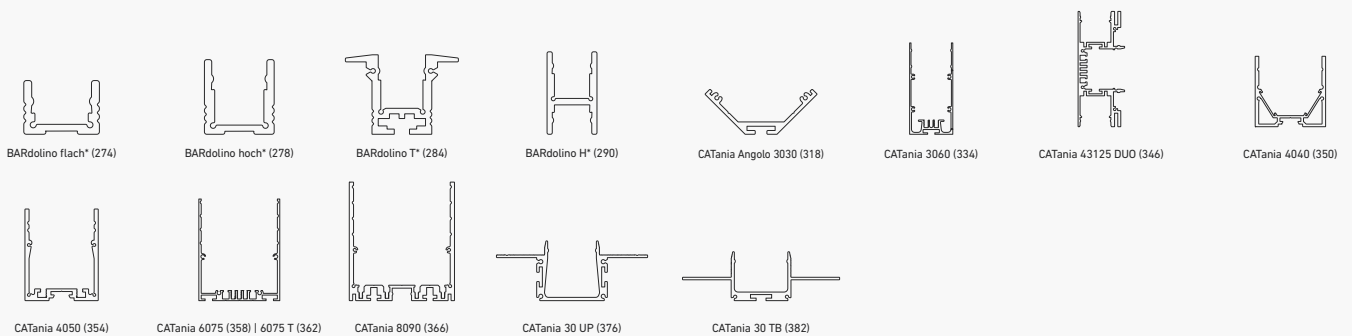 BARdolino flach* (274)
BARdolino hoch* (278)
BARdolino T* (284)
BARdolino H* (290)
CATania Angolo 3030 (318)
CATania 3060 (334)
CATania 43125 DUO (346)
CATania 4040 (350)
CATania 4050 (354)
CATania 6075 (358) | 6075 T (362)
CATania 8090 (366)
CATania 30 UP (376)
CATania 30 TB (382)